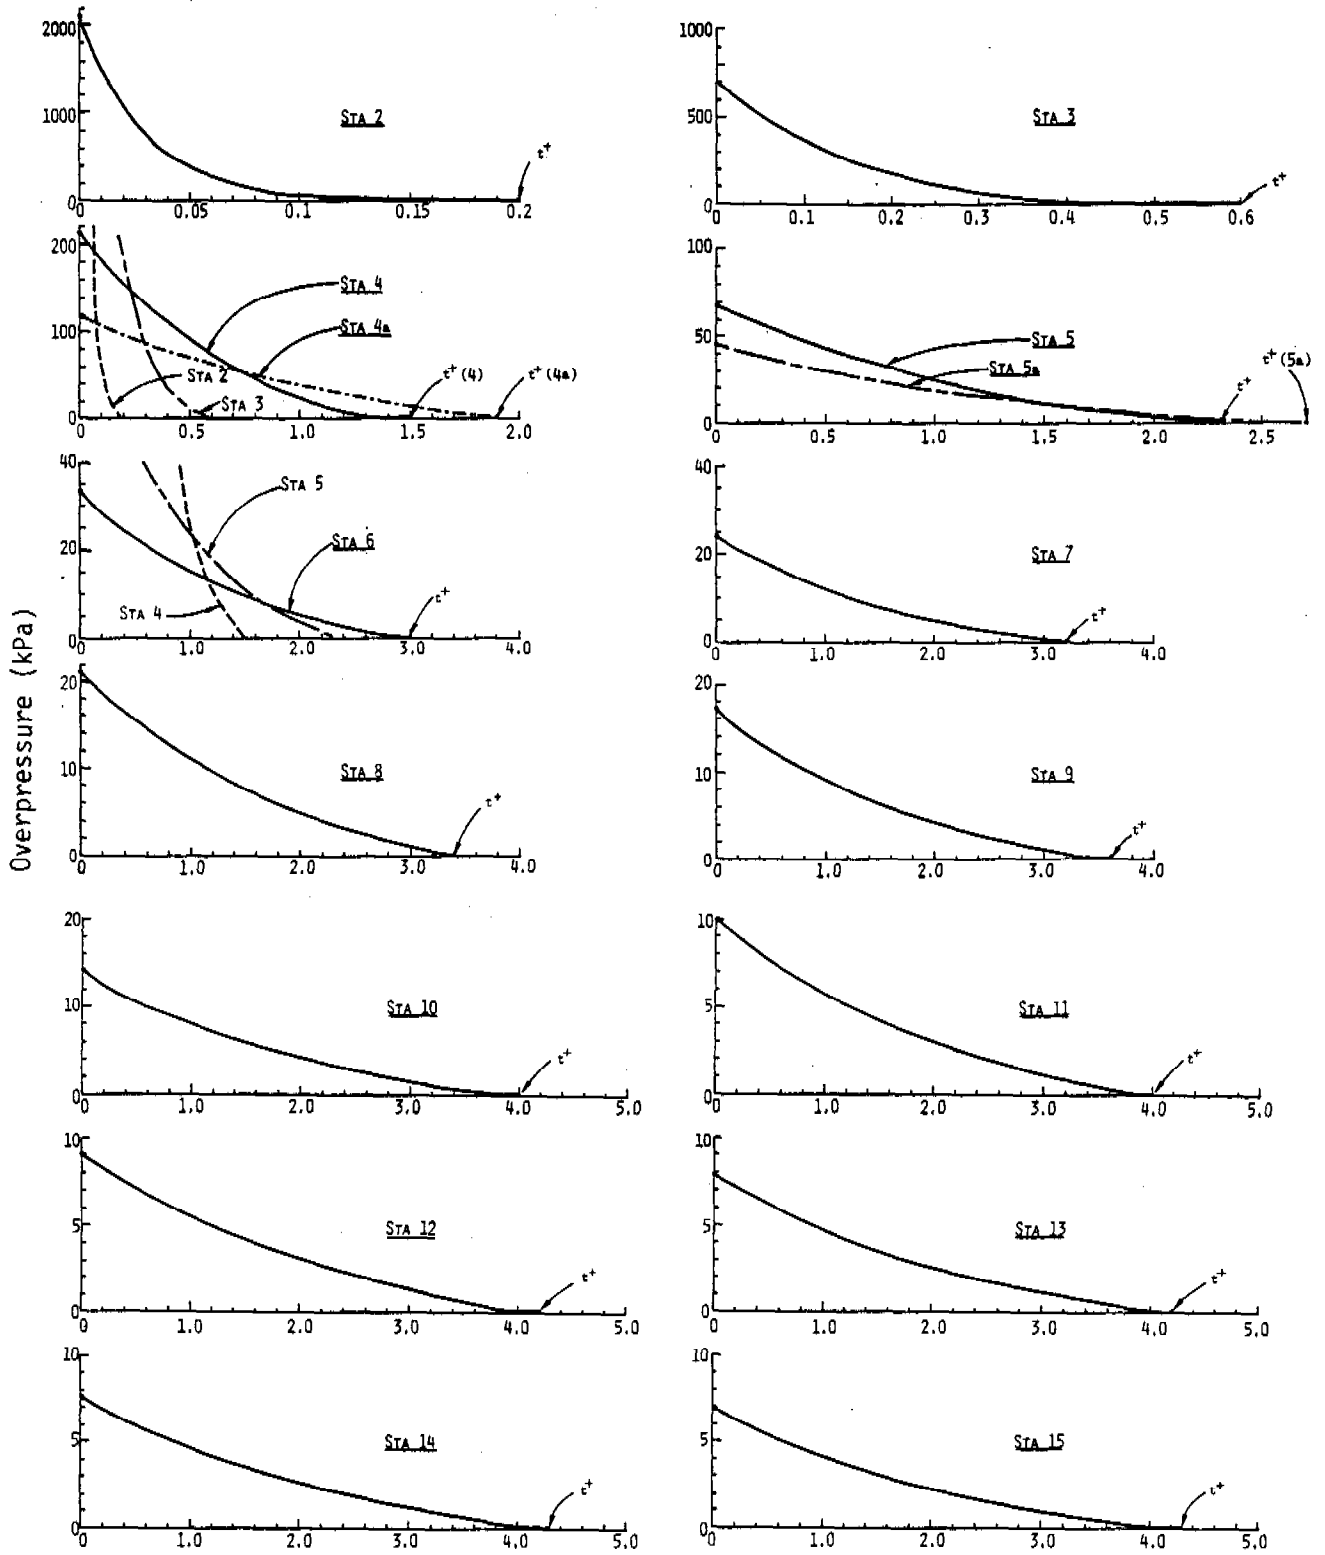 Overpressure (kPa)
2000
1000
0
STA 2
t+
0 0.05 0.1 0.15 0.2
1000
500
0
STA 3
t+
0 0.1 0.2 0.3 0.4 0.5 0.6
200
100
0
STA 4
STA 4a
STA 2
STA 3
t+(4)
t+(4a)
0 0.5 1.0 1.5 2.0
100
50
0
STA 5
STA 5a
t+
t+(5a)
0 0.5 1.0 1.5 2.0 2.5
40
20
0
STA 5
STA 6
STA 4
t+
0 1.0 2.0 3.0 4.0
40
20
0
STA 7
t+
0 1.0 2.0 3.0 4.0
20
10
0
STA 8
t+
0 1.0 2.0 3.0 4.0
20
10
0
STA 9
t+
0 1.0 2.0 3.0 4.0
20
10
0
STA 10
t+
0 1.0 2.0 3.0 4.0 5.0
10
5
0
STA 11
t+
0 1.0 2.0 3.0 4.0 5.0
10
5
0
STA 12
t+
0 1.0 2.0 3.0 4.0 5.0
10
5
0
STA 13
t+
0 1.0 2.0 3.0 4.0 5.0
10
5
0
STA 14
t+
0 1.0 2.0 3.0 4.0 5.0
10
5
0
STA 15
t+
0 1.0 2.0 3.0 4.0 5.0